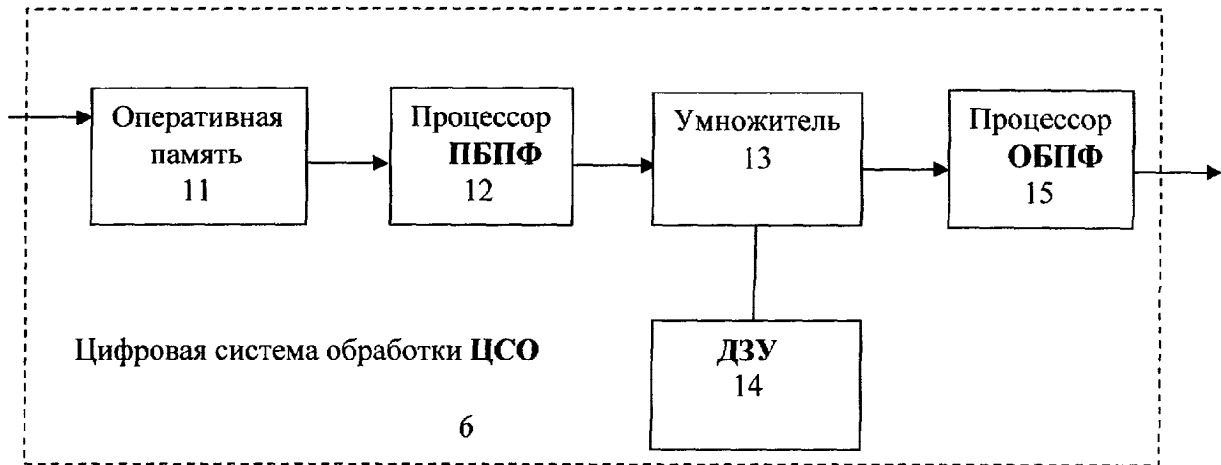 Оперативная
память
11
Процессор
ПБПФ
12
Умножитель
13
Процессор
ОБПФ
15
Цифровая система обработки ЦСО
6
ДЗУ
14